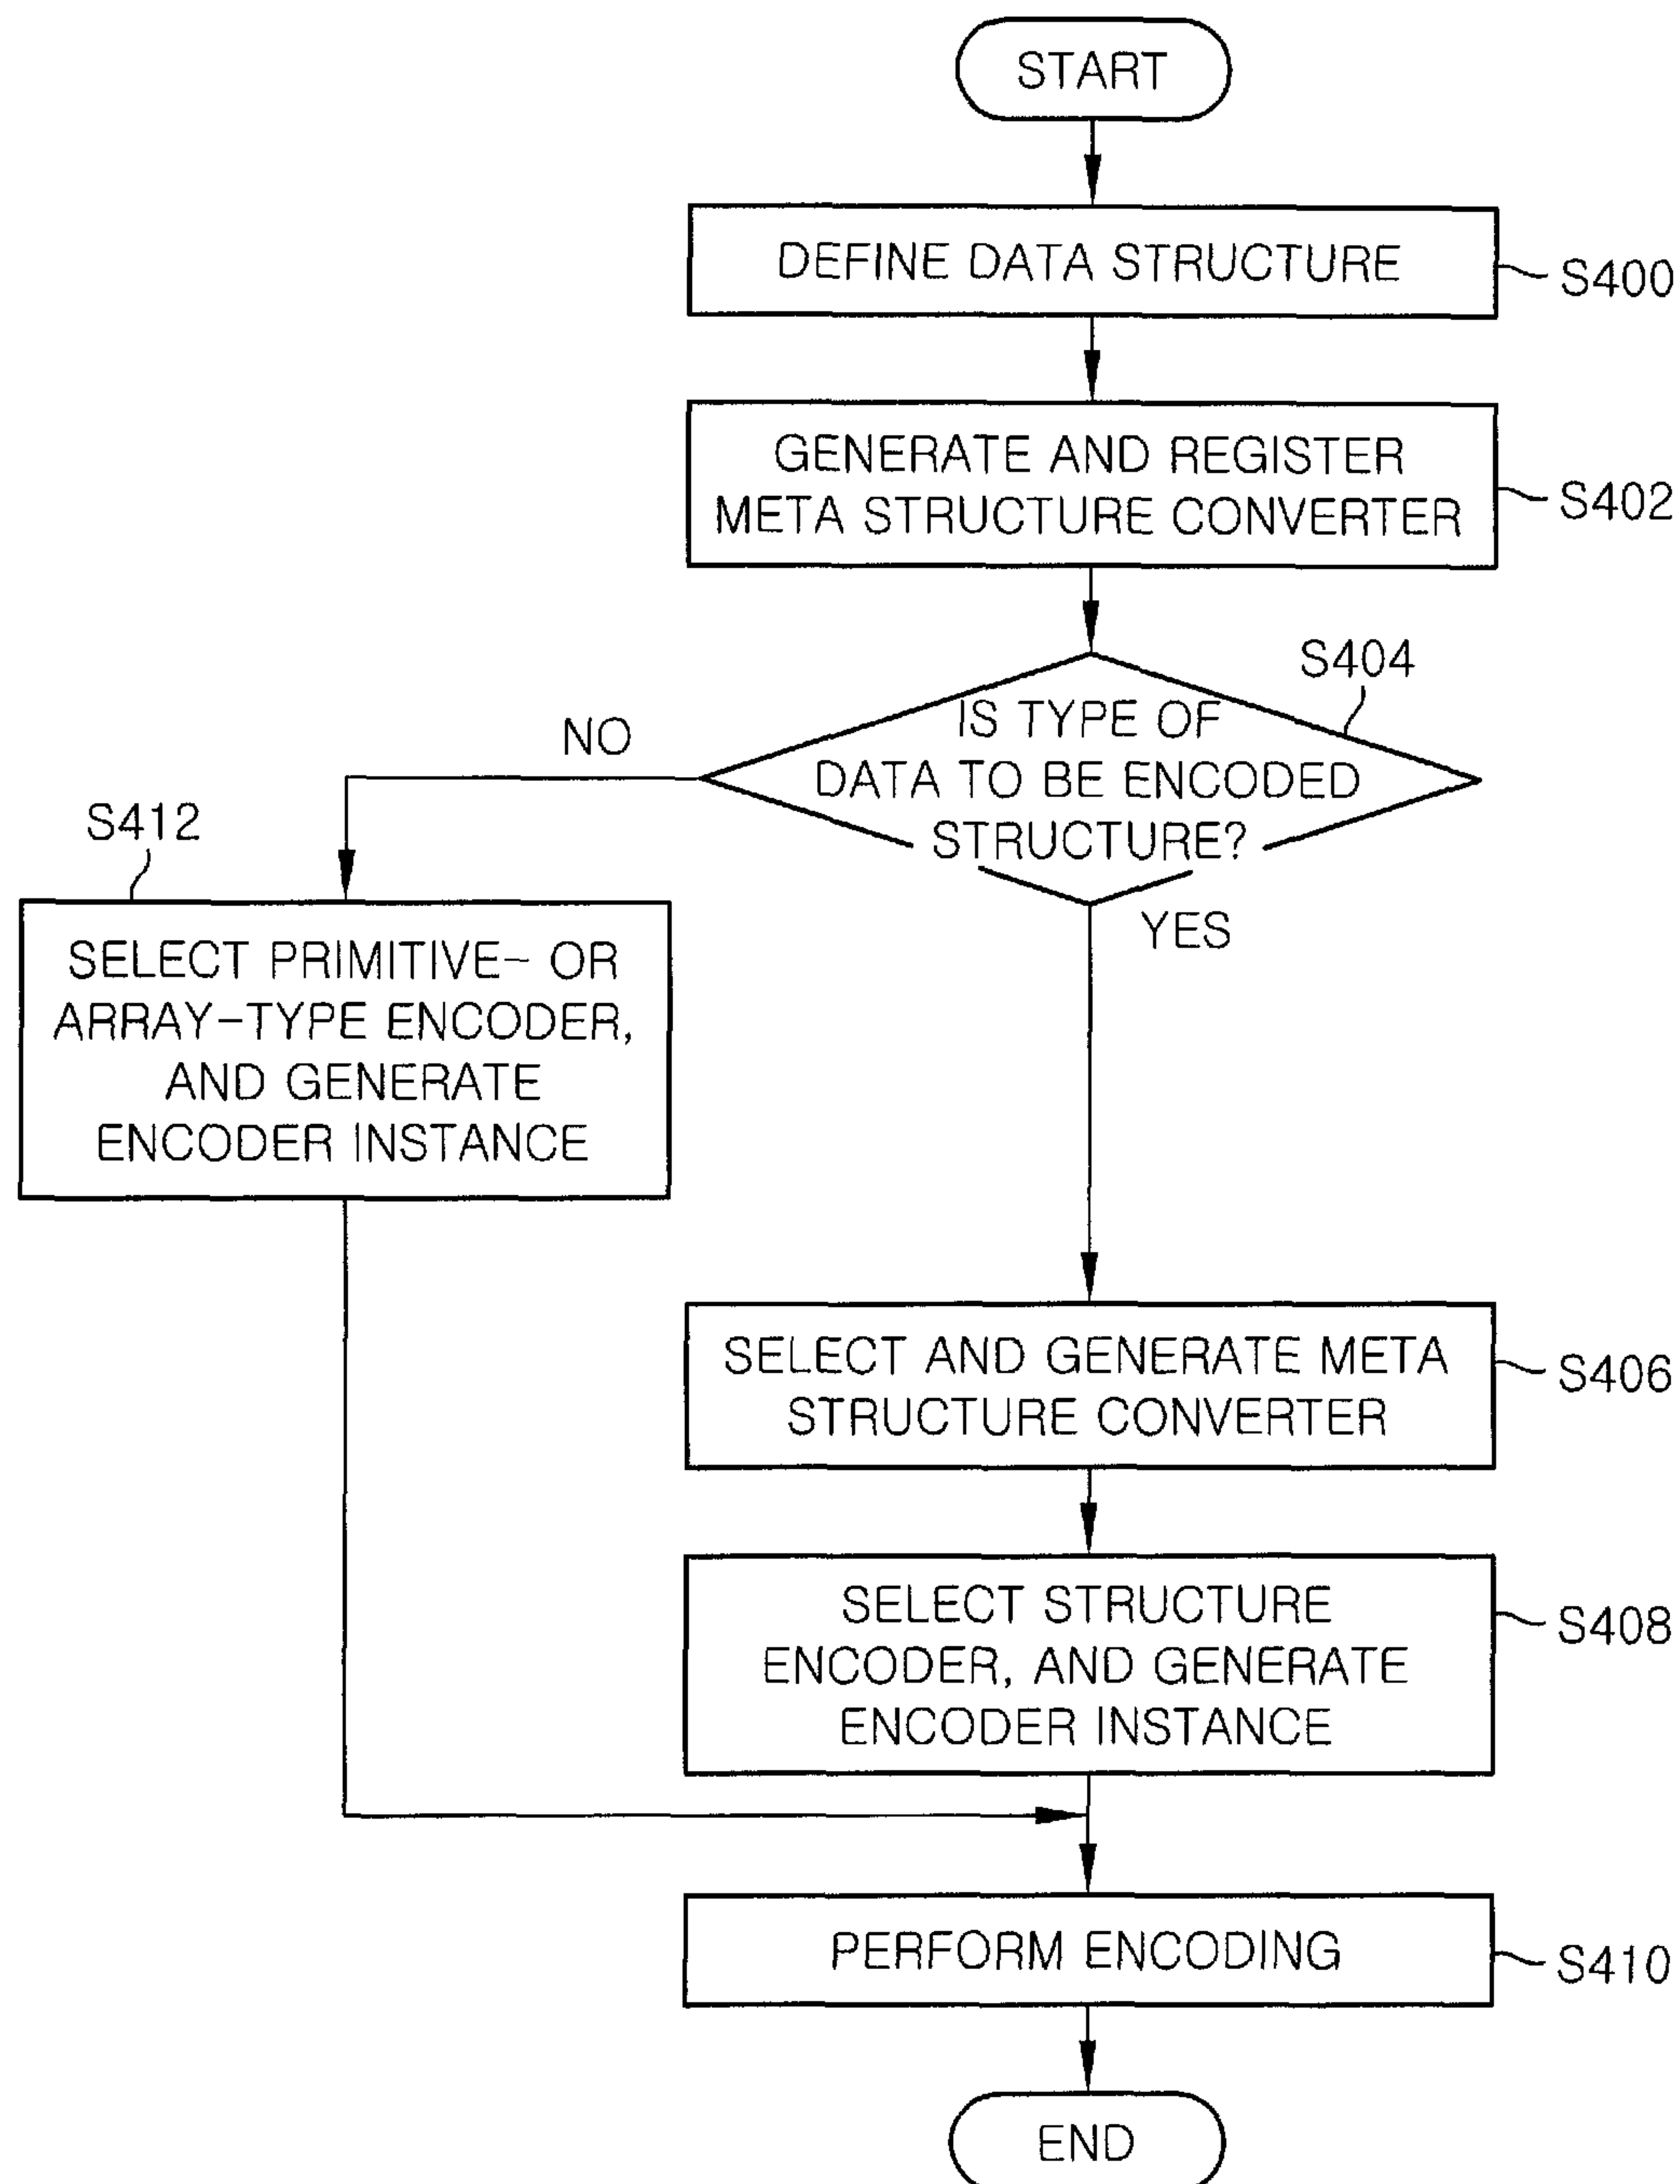 START
DEFINE DATA STRUCTURE
S400
GENERATE AND REGISTER
META STRUCTURE CONVERTER
S402
S404
IS TYPE OF
DATA TO BE ENCODED
STRUCTURE?
NO
YES
S412
SELECT PRIMITIVE- OR
ARRAY-TYPE ENCODER,
AND GENERATE
ENCODER INSTANCE
SELECT AND GENERATE META
STRUCTURE CONVERTER
S406
SELECT STRUCTURE
ENCODER, AND GENERATE
ENCODER INSTANCE
S408
PERFORM ENCODING
S410
END